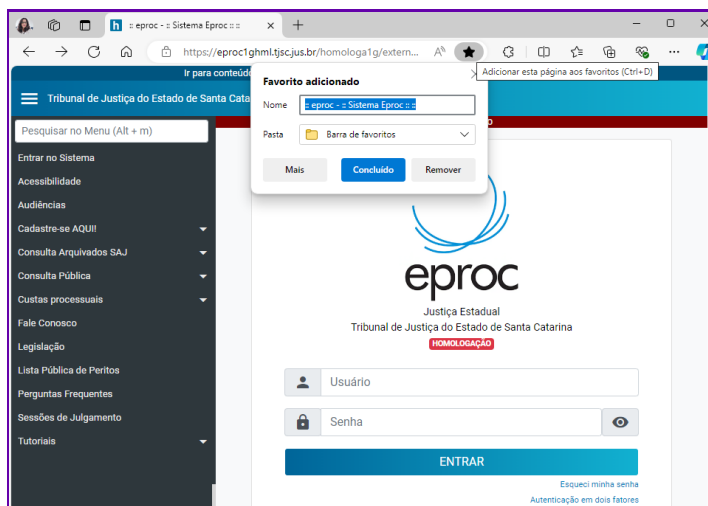 :: eproc - :: Sistema Eproc :: ::
https://eproc1ghml.tjsc.jus.br/homologa1g/extern...
Adicionar esta página aos favoritos (Ctrl+D)
Ir para conteúdo
Tribunal de Justiça do Estado de Santa Cata
Favorito adicionado
Nome
:: eproc - :: Sistema Eproc :: ::
Pasta
Barra de favoritos
Mais
Concluído
Remover
Pesquisar no Menu (Alt + m)
Entrar no Sistema
Acessibilidade
Audiências
Cadastre-se AQUI!
Consulta Arquivados SAJ
Consulta Pública
Custas processuais
Fale Conosco
Legislação
Lista Pública de Peritos
Perguntas Frequentes
Sessões de Julgamento
Tutoriais
eproc
Justiça Estadual
Tribunal de Justiça do Estado de Santa Catarina
HOMOLOGAÇÃO
Usuário
Senha
ENTRAR
Esqueci minha senha
Autenticação em dois fatores